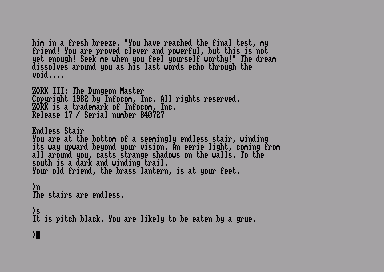 him in a fresh breeze. "You have reached the final test, my
friend! You are proved clever and powerful, but this is not
yet enough! Seek me when you feel yourself worthy!" The dream
dissolves around you as his last words echo through the
void....
ZORK III: The Dungeon Master
Copyright 1982 by Infocom, Inc. All rights reserved.
ZORK is a trademark of Infocom, Inc.
Release 17 / Serial number 840727
Endless Stair
You are at the bottom of a seemingly endless stair, winding
its way upward beyond your vision. An eerie light, coming from
all around you, casts strange shadows on the walls. To the
south is a dark and winding trail.
Your old friend, the brass lantern, is at your feet.
>n
The stairs are endless.
>s
It is pitch black. You are likely to be eaten by a grue.
>